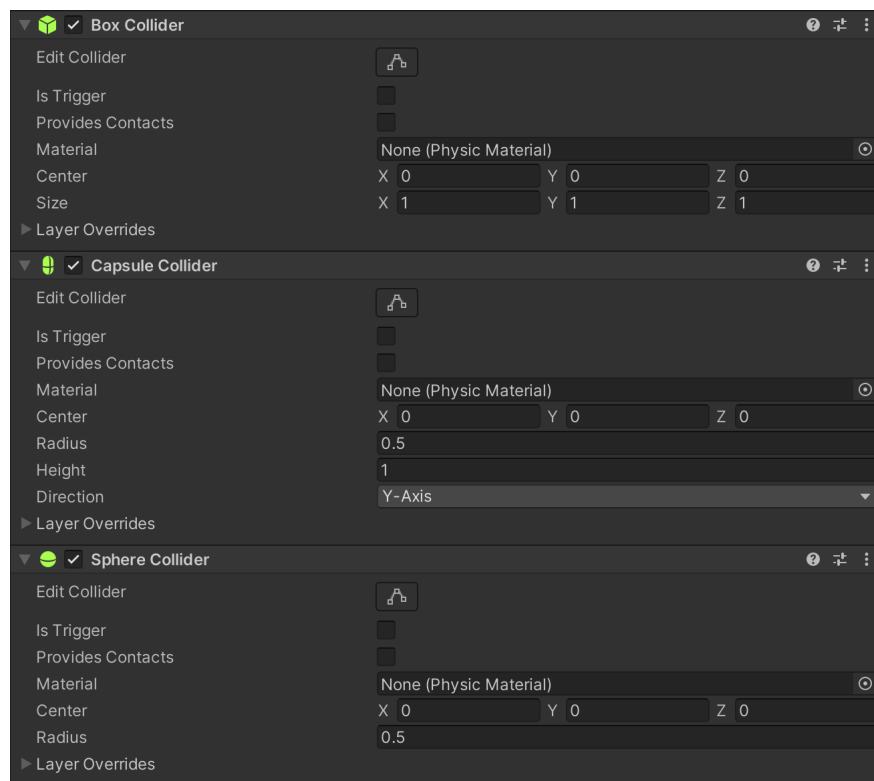 Box Collider
Edit Collider
Is Trigger
Provides Contacts
Material None (Physic Material)
Center X 0 Y 0 Z 0
Size X 1 Y 1 Z 1
Layer Overrides
Capsule Collider
Edit Collider
Is Trigger
Provides Contacts
Material None (Physic Material)
Center X 0 Y 0 Z 0
Radius 0.5
Height 1
Direction Y-Axis
Layer Overrides
Sphere Collider
Edit Collider
Is Trigger
Provides Contacts
Material None (Physic Material)
Center X 0 Y 0 Z 0
Radius 0.5
Layer Overrides